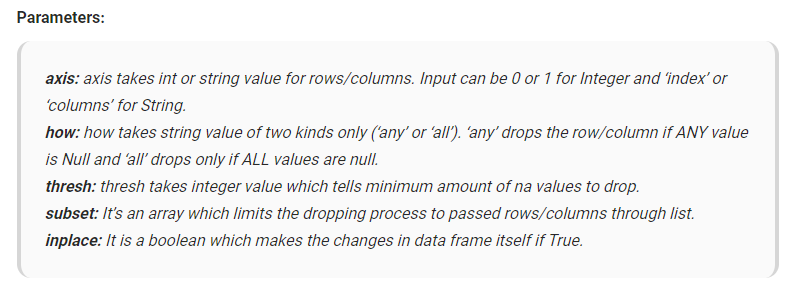 Parameters:
axis: axis takes int or string value for rows/columns. Input can be 0 or 1 for Integer and ‘index’ or
‘columns’ for String.
how: how takes string value of two kinds only (‘any’ or ‘all’). ‘any’ drops the row/column if ANY value
is Null and ‘all’ drops only if ALL values are null.
thresh: thresh takes integer value which tells minimum amount of na values to drop.
subset: It’s an array which limits the dropping process to passed rows/columns through list.
inplace: It is a boolean which makes the changes in data frame itself if True.